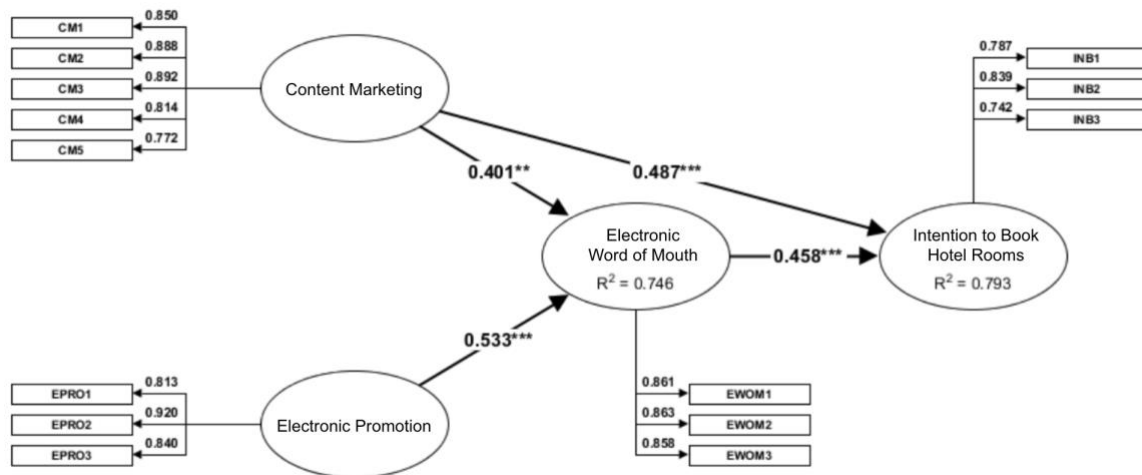 0.850
CM1
0.888
CM2
0.892
CM3
0.814
CM4
0.772
CM5
Content Marketing
0.787
INB1
0.839
INB2
0.742
INB3
0.401**
0.487***
Electronic
Word of Mouth
R² = 0.746
0.458***
Intention to Book
Hotel Rooms
R² = 0.793
0.533***
0.813
EPRO1
0.920
EPRO2
0.840
EPRO3
Electronic Promotion
0.861
EWOM1
0.863
EWOM2
0.858
EWOM3